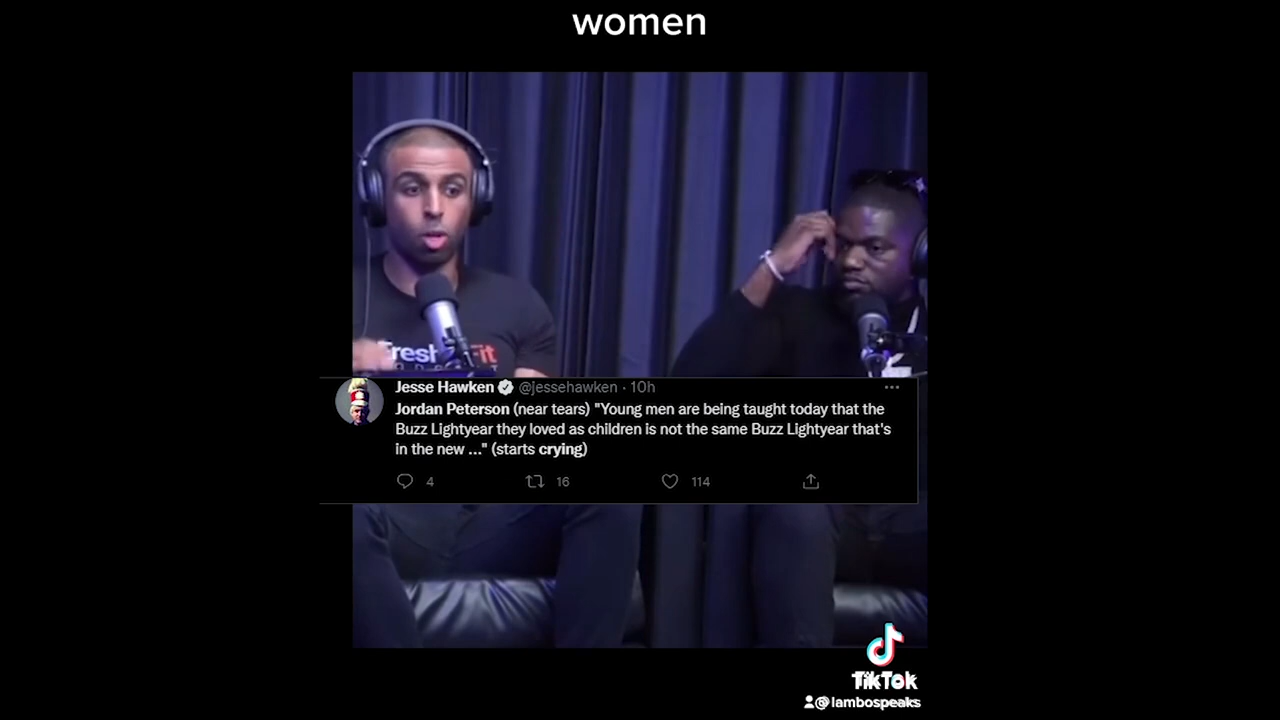 women
Fresh Fit
Jesse Hawken @jessehawken · 10h
Jordan Peterson (near tears) "Young men are being taught today that the
Buzz Lightyear they loved as children is not the same Buzz Lightyear that's
in the new ..." (starts crying)
4 16 114
TikTok
@lambospeaks